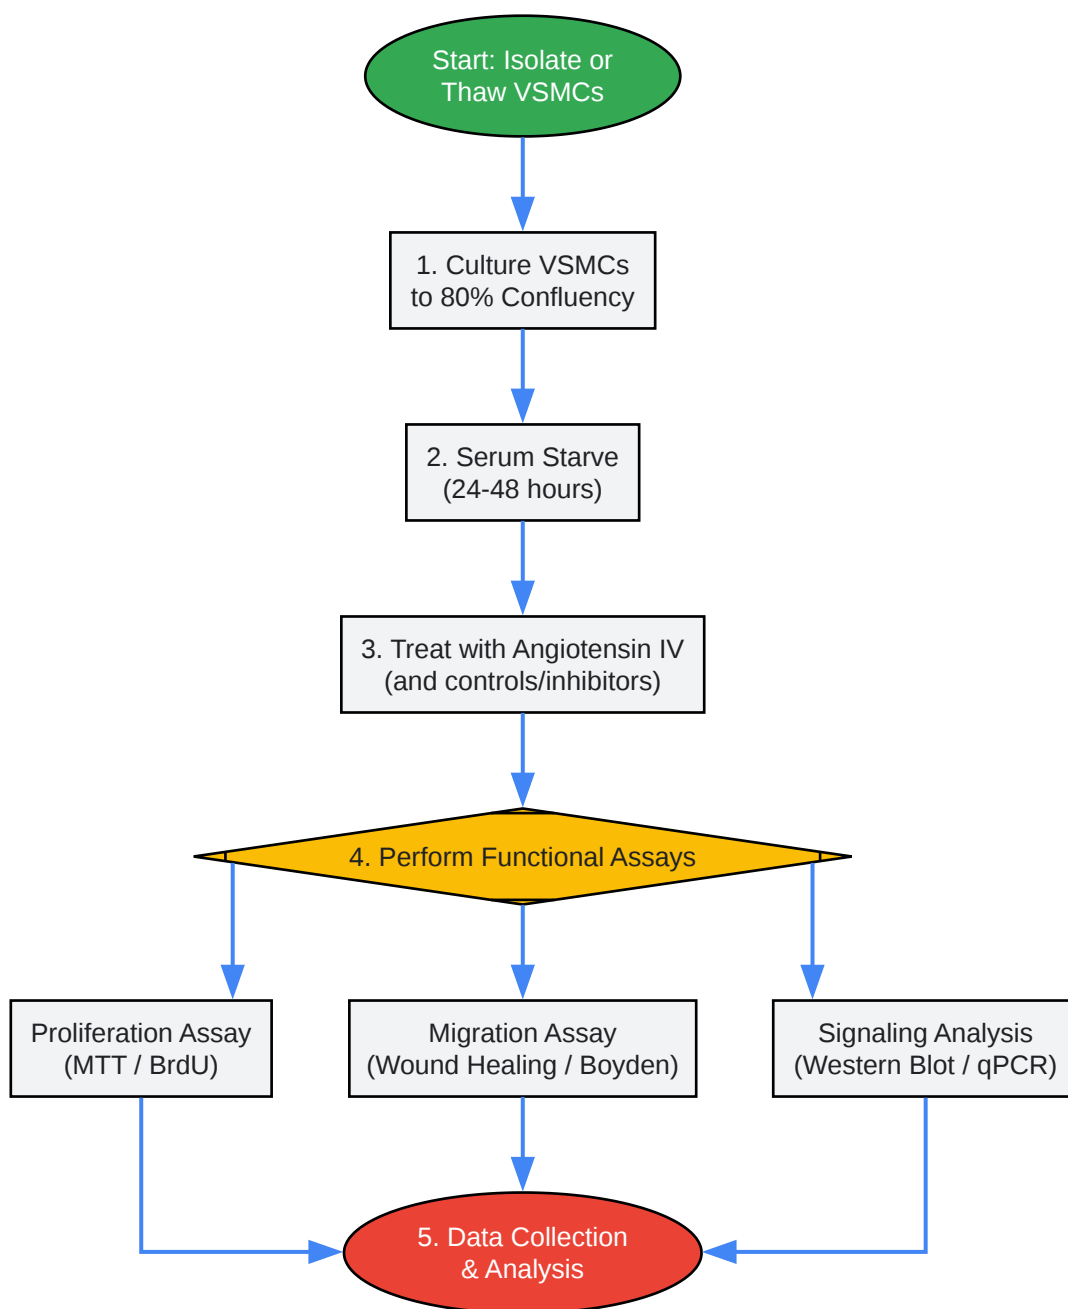 Start: Isolate or
Thaw VSMCs
1. Culture VSMCs
to 80% Confluency
2. Serum Starve
(24-48 hours)
3. Treat with Angiotensin IV
(and controls/inhibitors)
4. Perform Functional Assays
Proliferation Assay
(MTT / BrdU)
Migration Assay
(Wound Healing / Boyden)
Signaling Analysis
(Western Blot / qPCR)
5. Data Collection
& Analysis